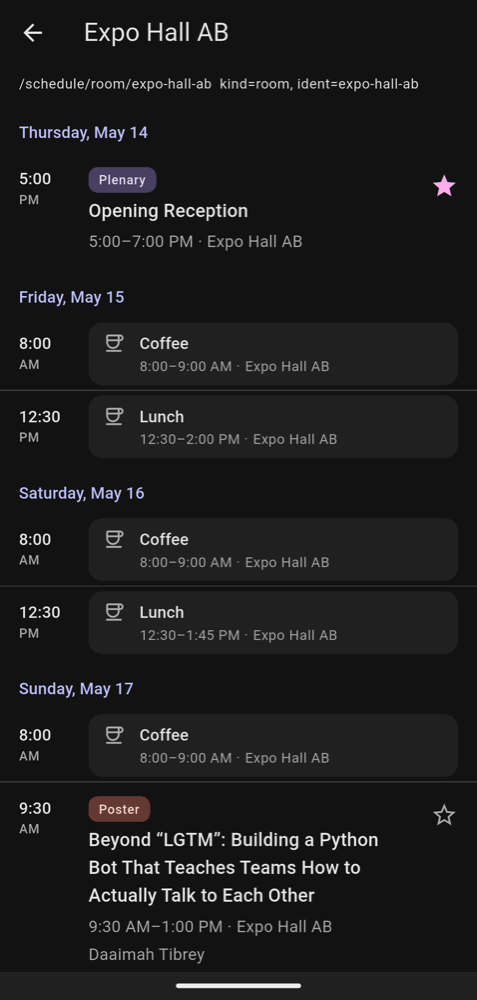 Expo Hall AB
/schedule/room/expo-hall-ab kind=room, ident=expo-hall-ab
Thursday, May 14
5:00
PM
Plenary
Opening Reception
5:00–7:00 PM · Expo Hall AB
Friday, May 15
8:00
AM
Coffee
8:00–9:00 AM · Expo Hall AB
12:30
PM
Lunch
12:30–2:00 PM · Expo Hall AB
Saturday, May 16
8:00
AM
Coffee
8:00–9:00 AM · Expo Hall AB
12:30
PM
Lunch
12:30–1:45 PM · Expo Hall AB
Sunday, May 17
8:00
AM
Coffee
8:00–9:00 AM · Expo Hall AB
9:30
AM
Poster
Beyond “LGTM”: Building a Python
Bot That Teaches Teams How to
Actually Talk to Each Other
9:30 AM–1:00 PM · Expo Hall AB
Daaimah Tibrey